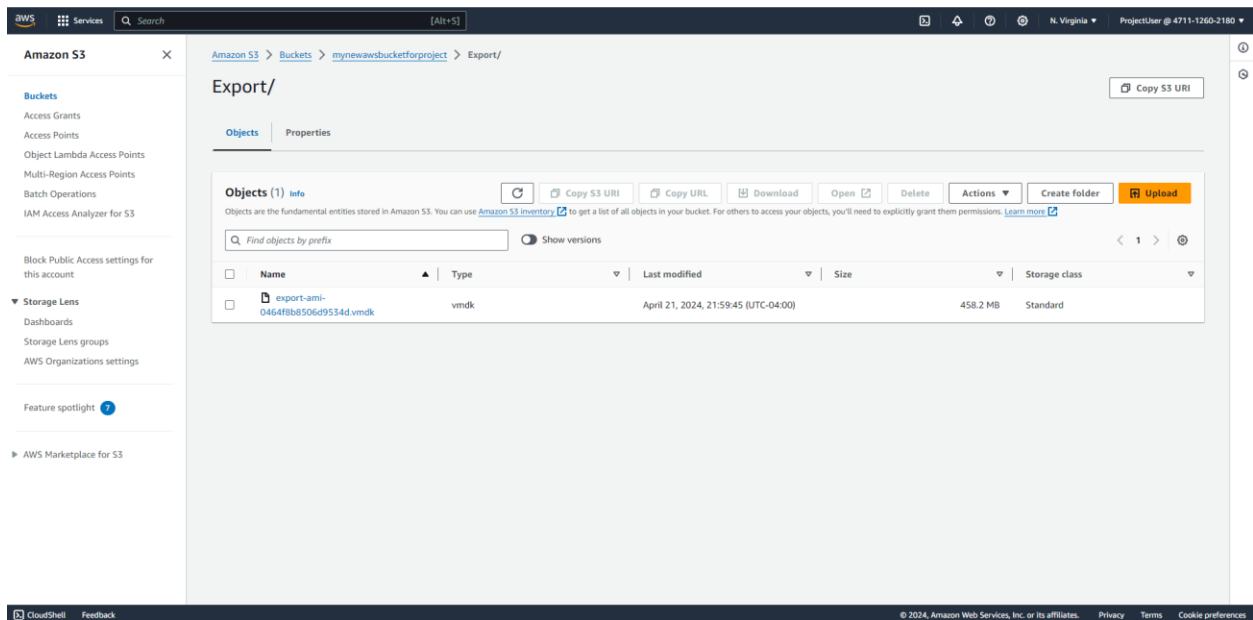 aws Services Search [Alt+S] N. Virginia ▼ ProjectUser @ 4711-1260-2180 ▼
Amazon S3
Buckets
Access Grants
Access Points
Object Lambda Access Points
Multi-Region Access Points
Batch Operations
IAM Access Analyzer for S3
Block Public Access settings for
this account
Storage Lens
Dashboards
Storage Lens groups
AWS Organizations settings
Feature spotlight 7
AWS Marketplace for S3
Amazon S3 > Buckets > mynewawsbucketforproject > Export/
Export/
Copy S3 URI
Objects Properties
Objects (1) Info
Copy S3 URI Copy URL Download Open Delete Actions ▼ Create folder Upload
Objects are the fundamental entities stored in Amazon S3. You can use Amazon S3 inventory to get a list of all objects in your bucket. For others to access your objects, you'll need to explicitly grant them permissions. Learn more
Find objects by prefix Show versions < 1 >
Name Type Last modified Size Storage class
export-ami-
0464f8b8506d9534d.vmdk vmdk April 21, 2024, 21:59:45 (UTC-04:00) 458.2 MB Standard
CloudShell Feedback © 2024, Amazon Web Services, Inc. or its affiliates. Privacy Terms Cookie preferences